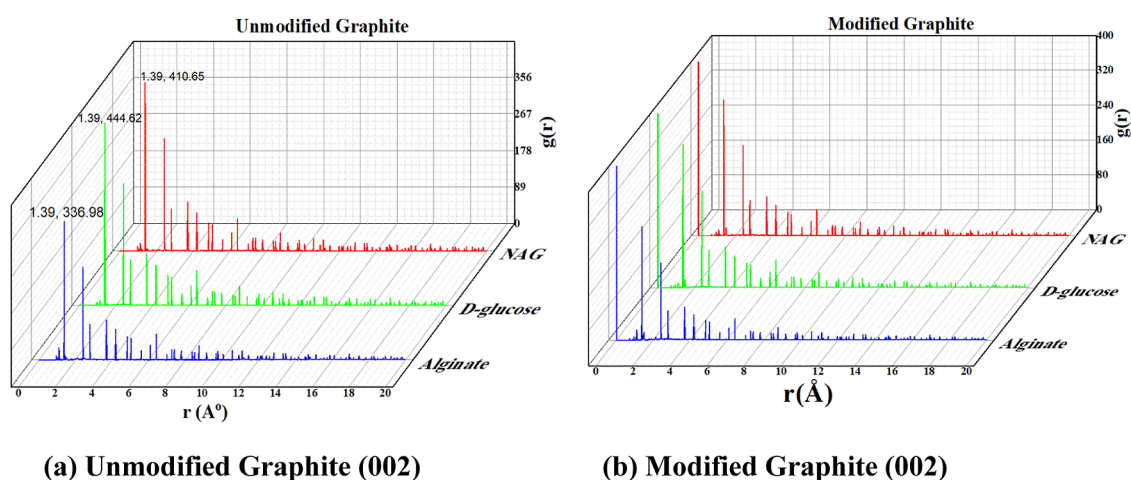 Unmodified Graphite
1.39, 410.65
1.39, 444.62
1.39, 336.98
356
267
178
89
0
g(r)
NAG
D-glucose
Alginate
0 2 4 6 8 10 12 14 16 18 20
r (Aº)
(a) Unmodified Graphite (002)
Modified Graphite
400
320
240
160
80
0
g(r)
NAG
D-glucose
Alginate
0 2 4 6 8 10 12 14 16 18 20
r(Å)
(b) Modified Graphite (002)